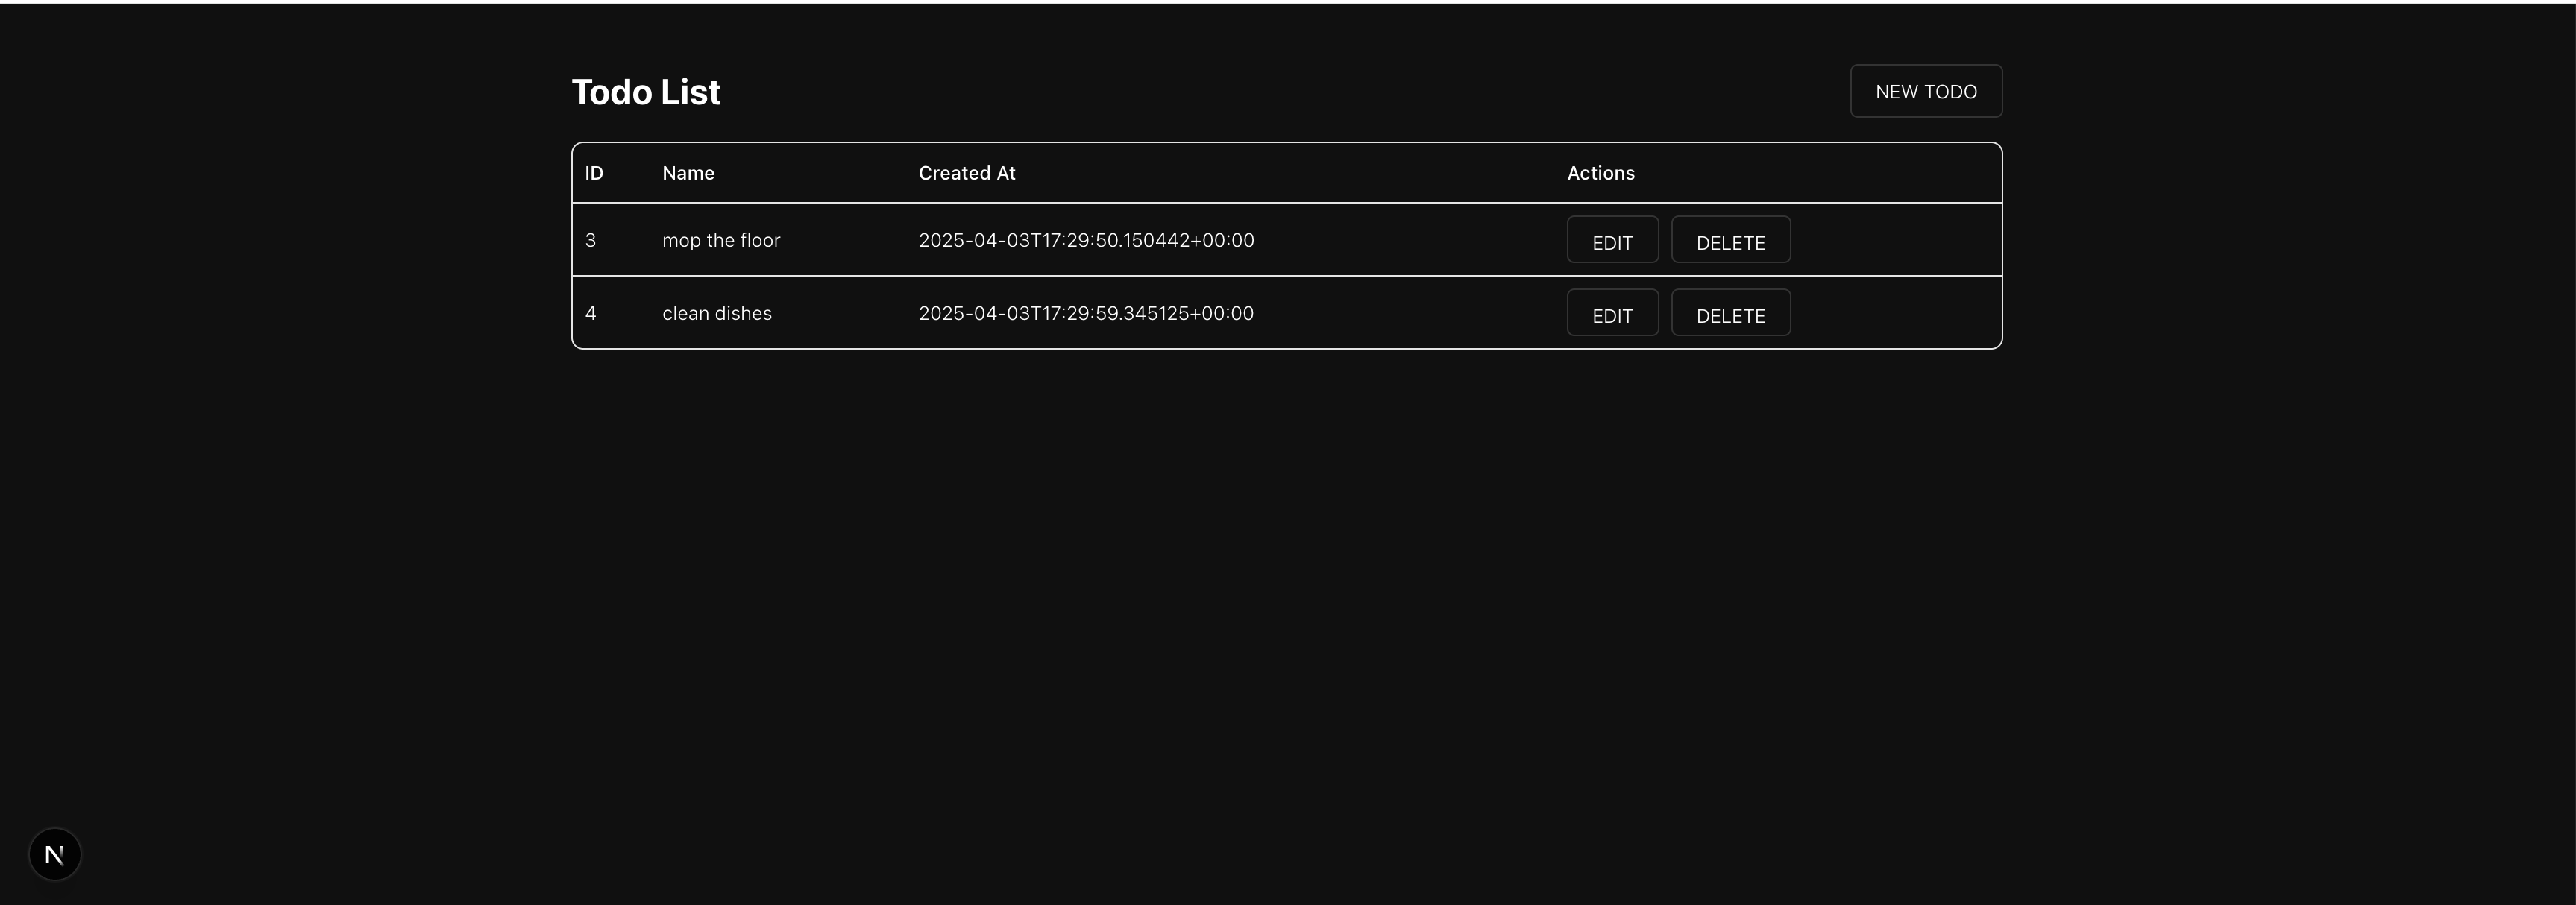 Todo List NEW TODO
ID Name Created At Actions
3 mop the floor 2025-04-03T17:29:50.150442+00:00 EDIT DELETE
4 clean dishes 2025-04-03T17:29:59.345125+00:00 EDIT DELETE
N